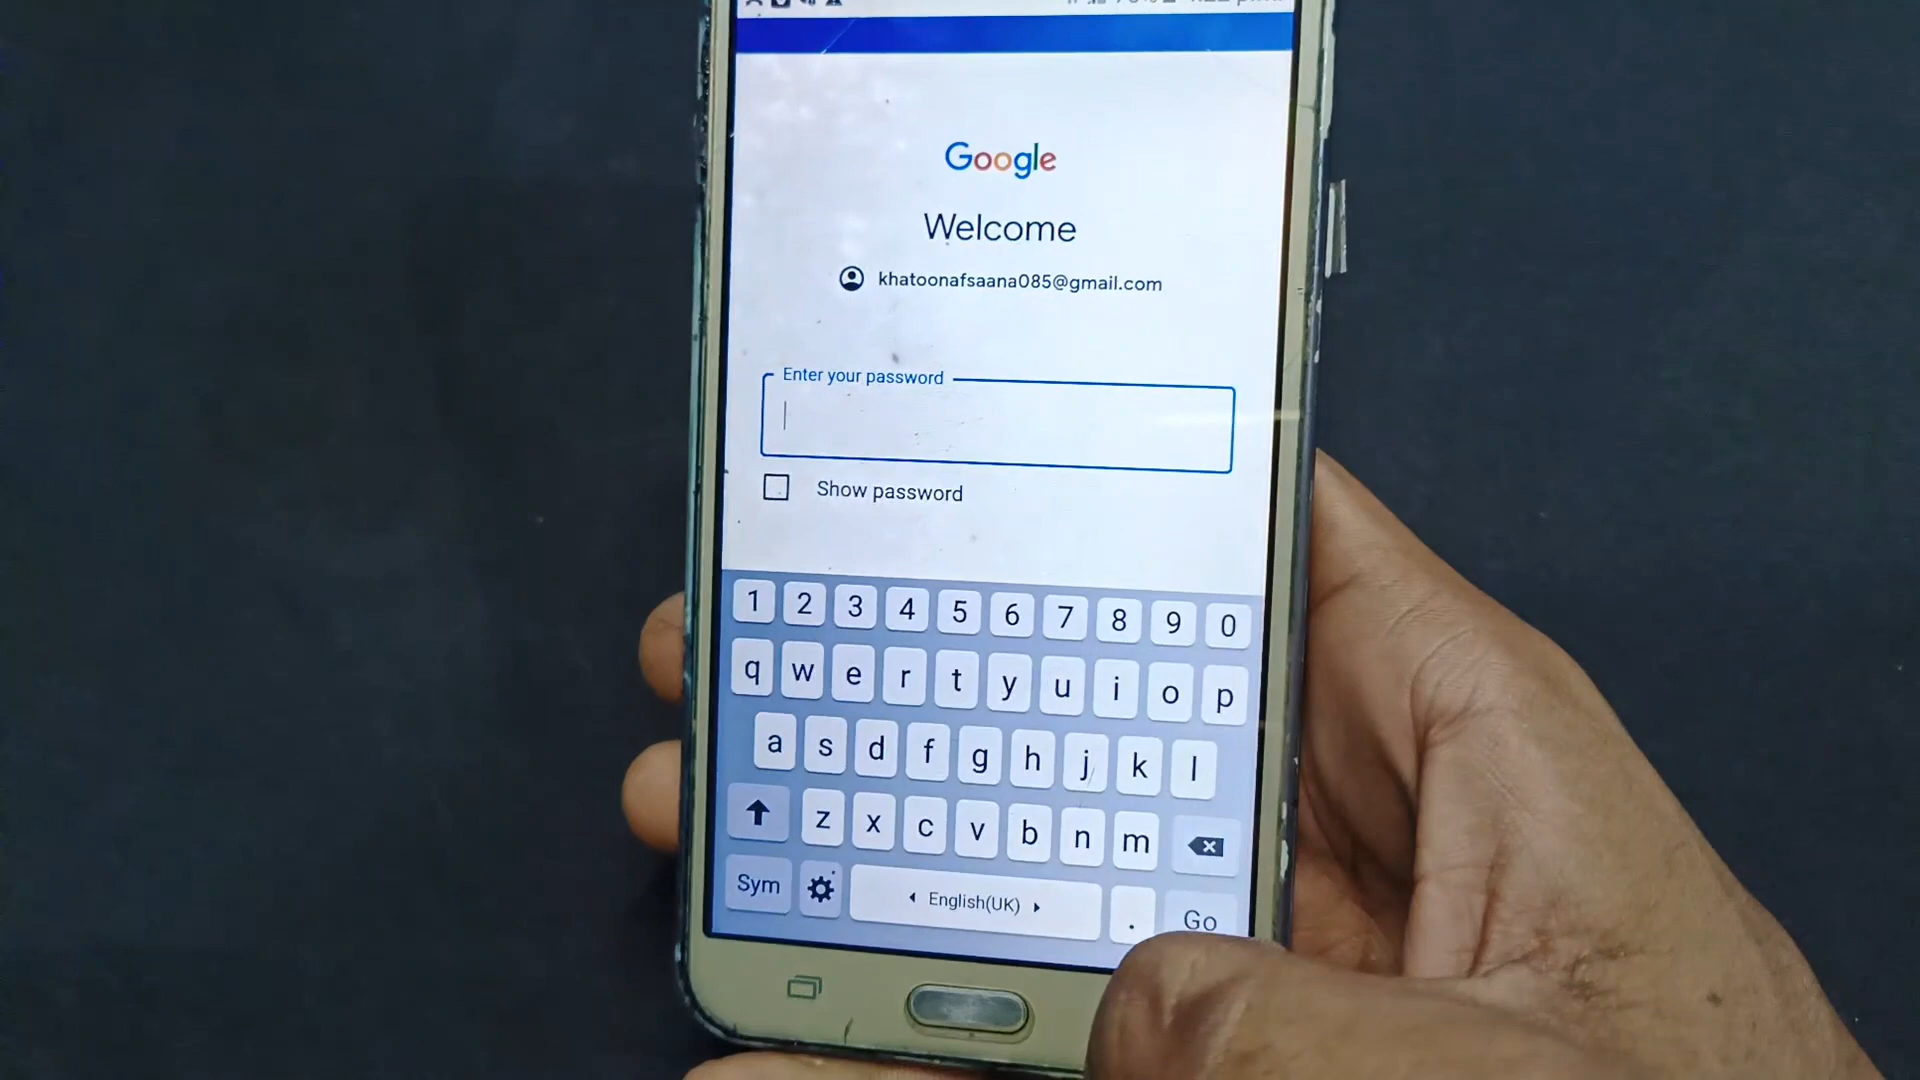 Google
Welcome
khatoonafsaana085@gmail.com
Enter your password
Show password
1 2 3 4 5 6 7 8 9 0
q w e r t y u i o p
a s d f g h j k l
z x c v b n m
Sym English(UK) . Go